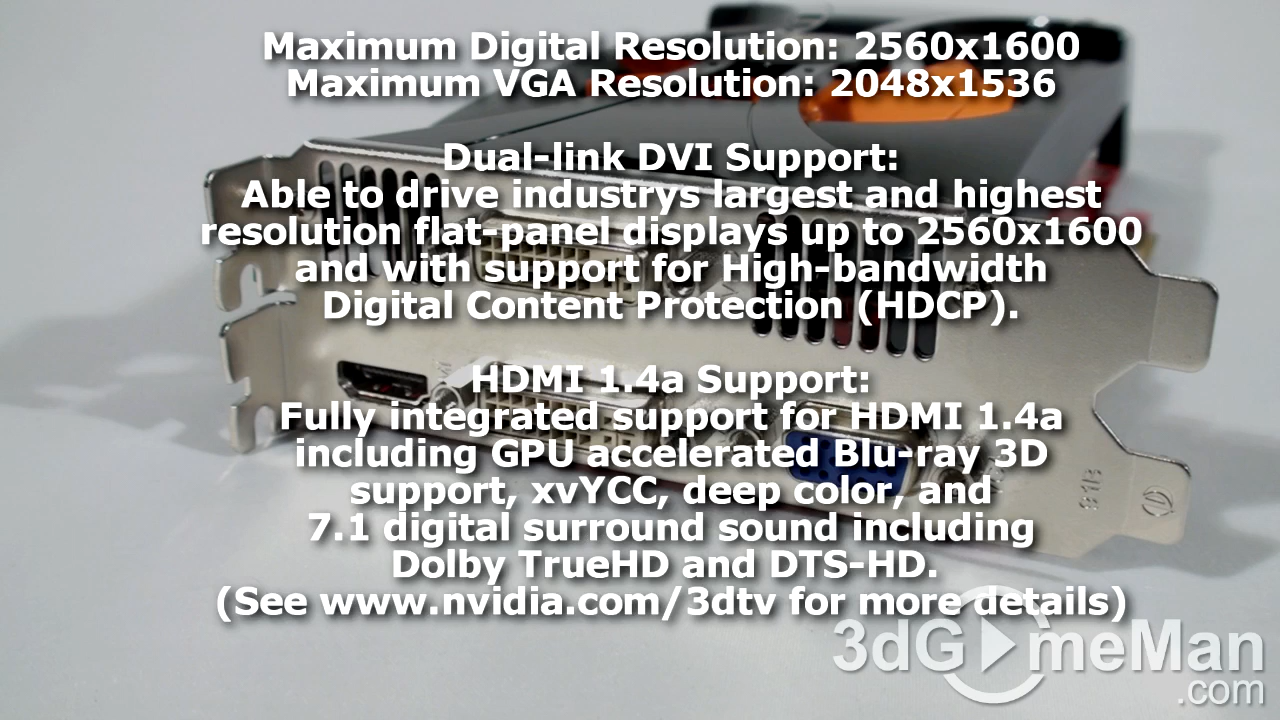 Maximum Digital Resolution: 2560x1600
Maximum VGA Resolution: 2048x1536
Dual-link DVI Support:
Able to drive industrys largest and highest
resolution flat-panel displays up to 2560x1600
and with support for High-bandwidth
Digital Content Protection (HDCP).
HDMI 1.4a Support:
Fully integrated support for HDMI 1.4a
including GPU accelerated Blu-ray 3D
support, xvYCC, deep color, and
7.1 digital surround sound including
Dolby TrueHD and DTS-HD.
(See www.nvidia.com/3dtv for more details)
3dGameMan
.com